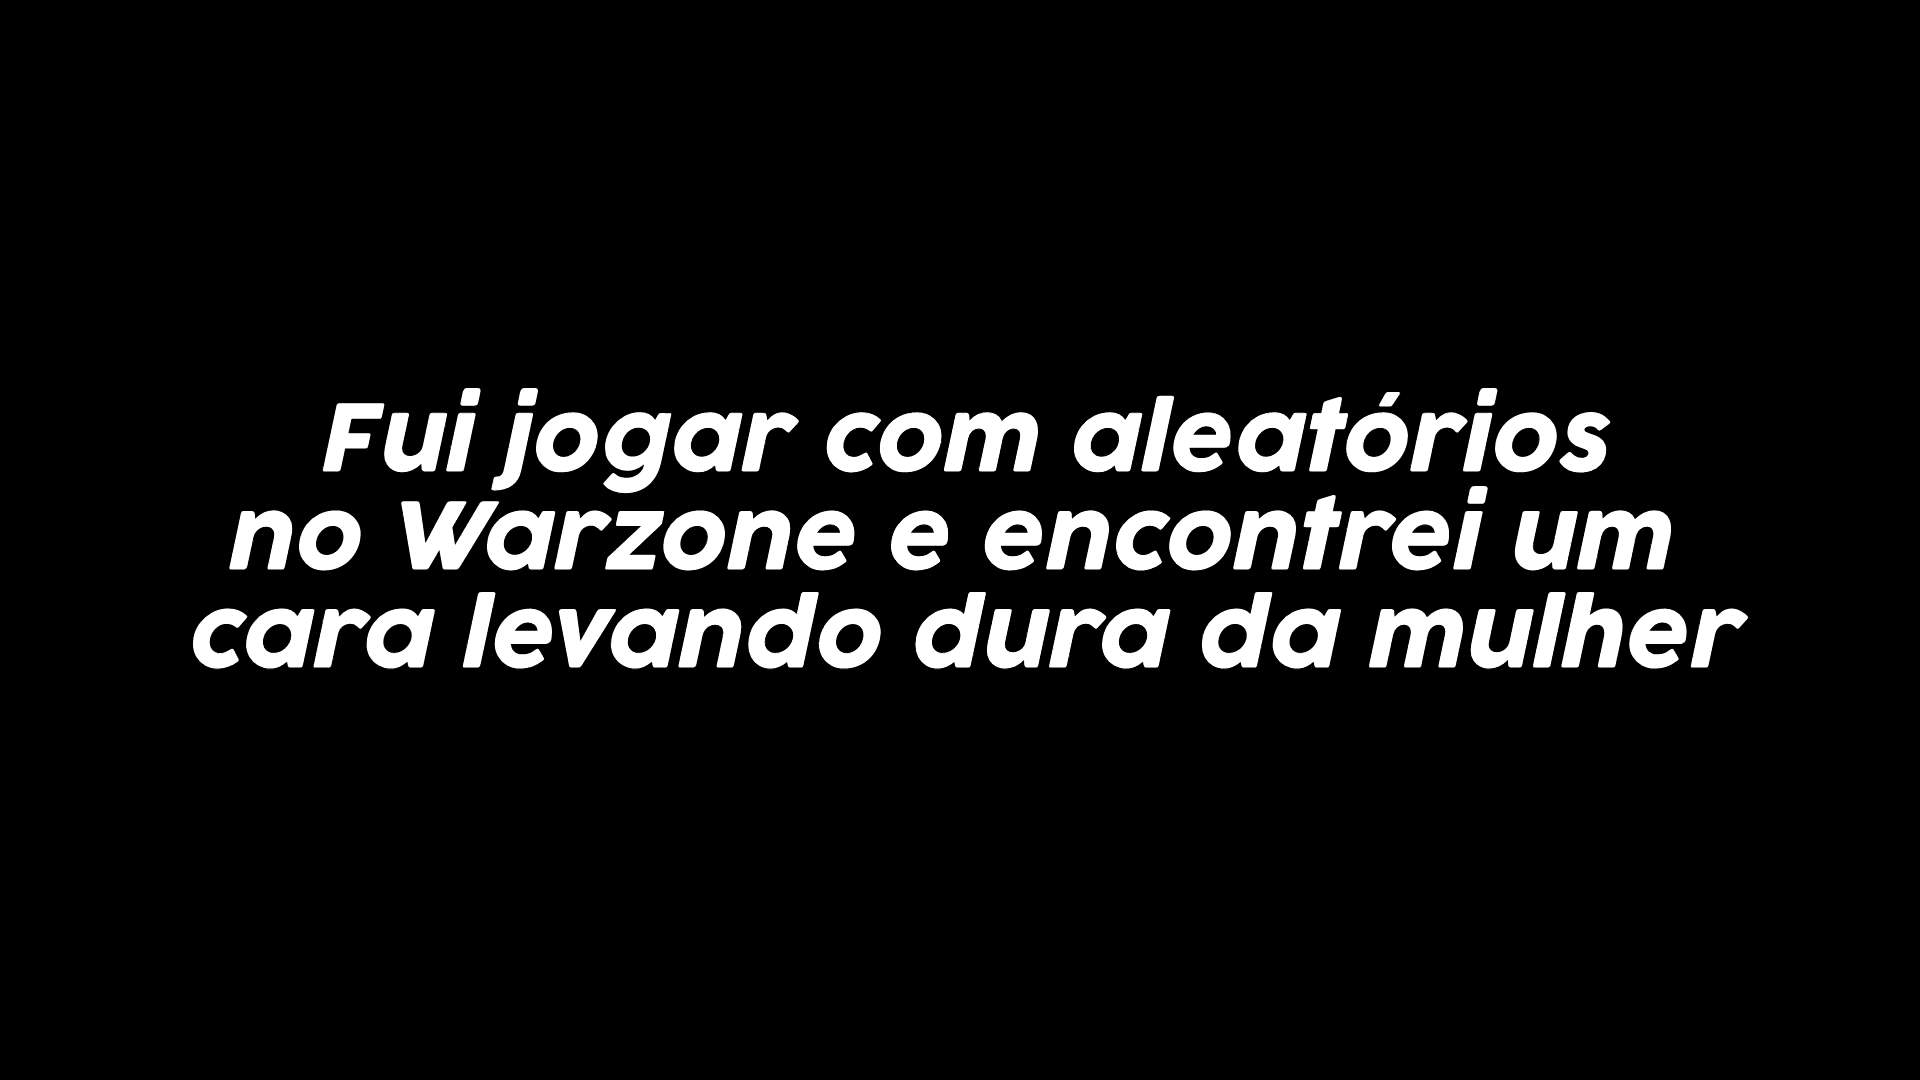 Fui jogar com aleatórios
no Warzone e encontrei um
cara levando dura da mulher